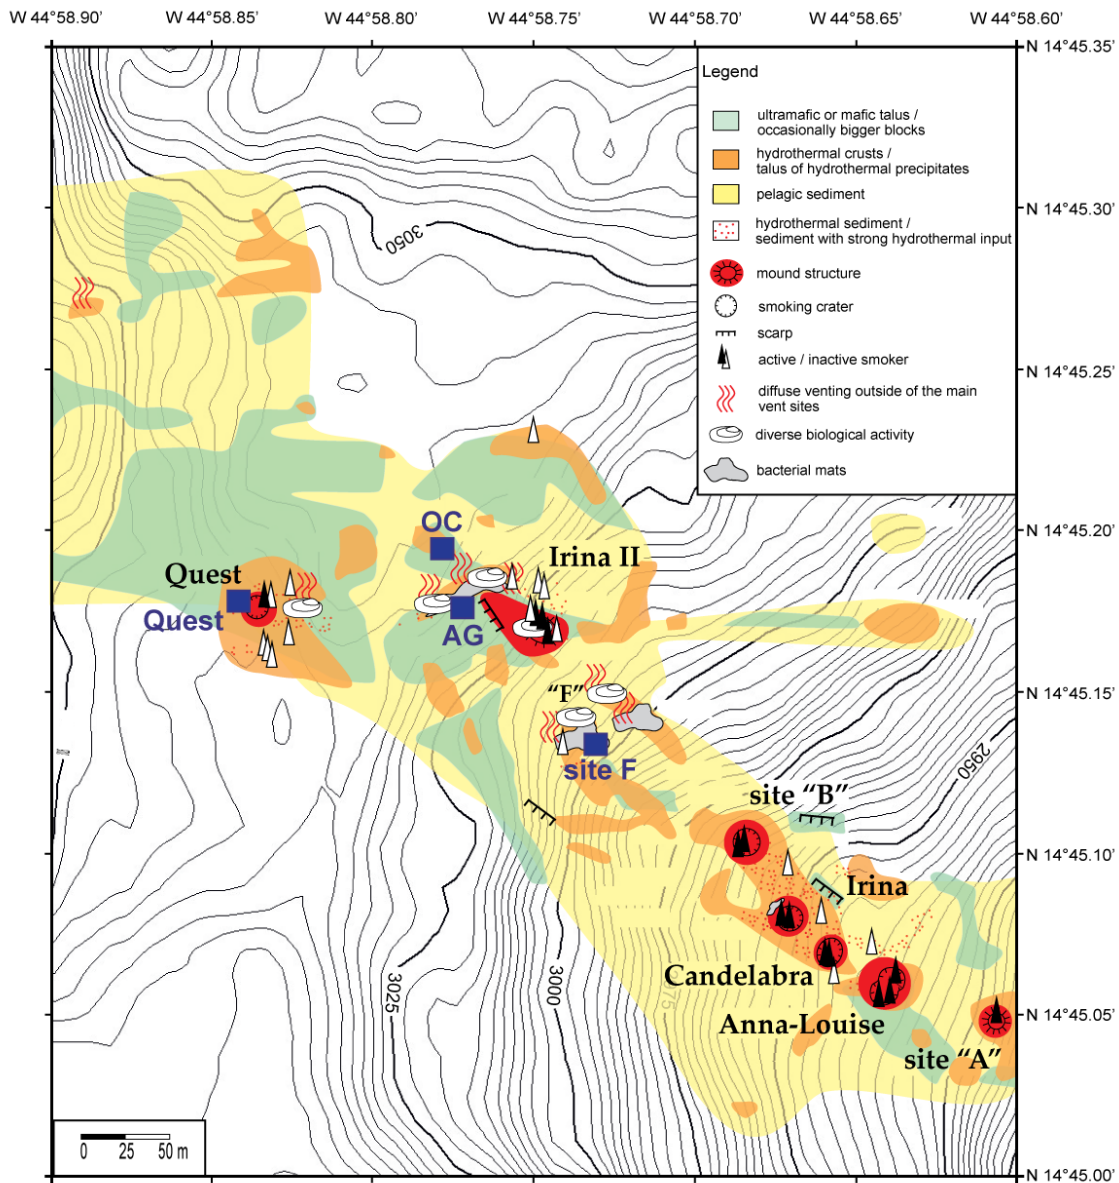 W 44°58.90’ W 44°58.85’ W 44°58.80’ W 44°58.75’ W 44°58.70’ W 44°58.65’ W 44°58.60’
N 14°45.35’
Legend
ultramafic or mafic talus /
occasionally bigger blocks
hydrothermal crusts /
talus of hydrothermal precipitates
pelagic sediment
hydrothermal sediment /
sediment with strong hydrothermal input
mound structure
smoking crater
scarp
active / inactive smoker
diffuse venting outside of the main
vent sites
diverse biological activity
bacterial mats
N 14°45.30’
3050
N 14°45.25’
N 14°45.20’
OC
Irina II
Quest
Quest
AG
N 14°45.15’
“F”
site F
2950
site “B”
N 14°45.10’
Irina
Candelabra
3025
3000
2975
Anna-Louise
N 14°45.05’
site “A”
0 25 50 m
N 14°45.00’